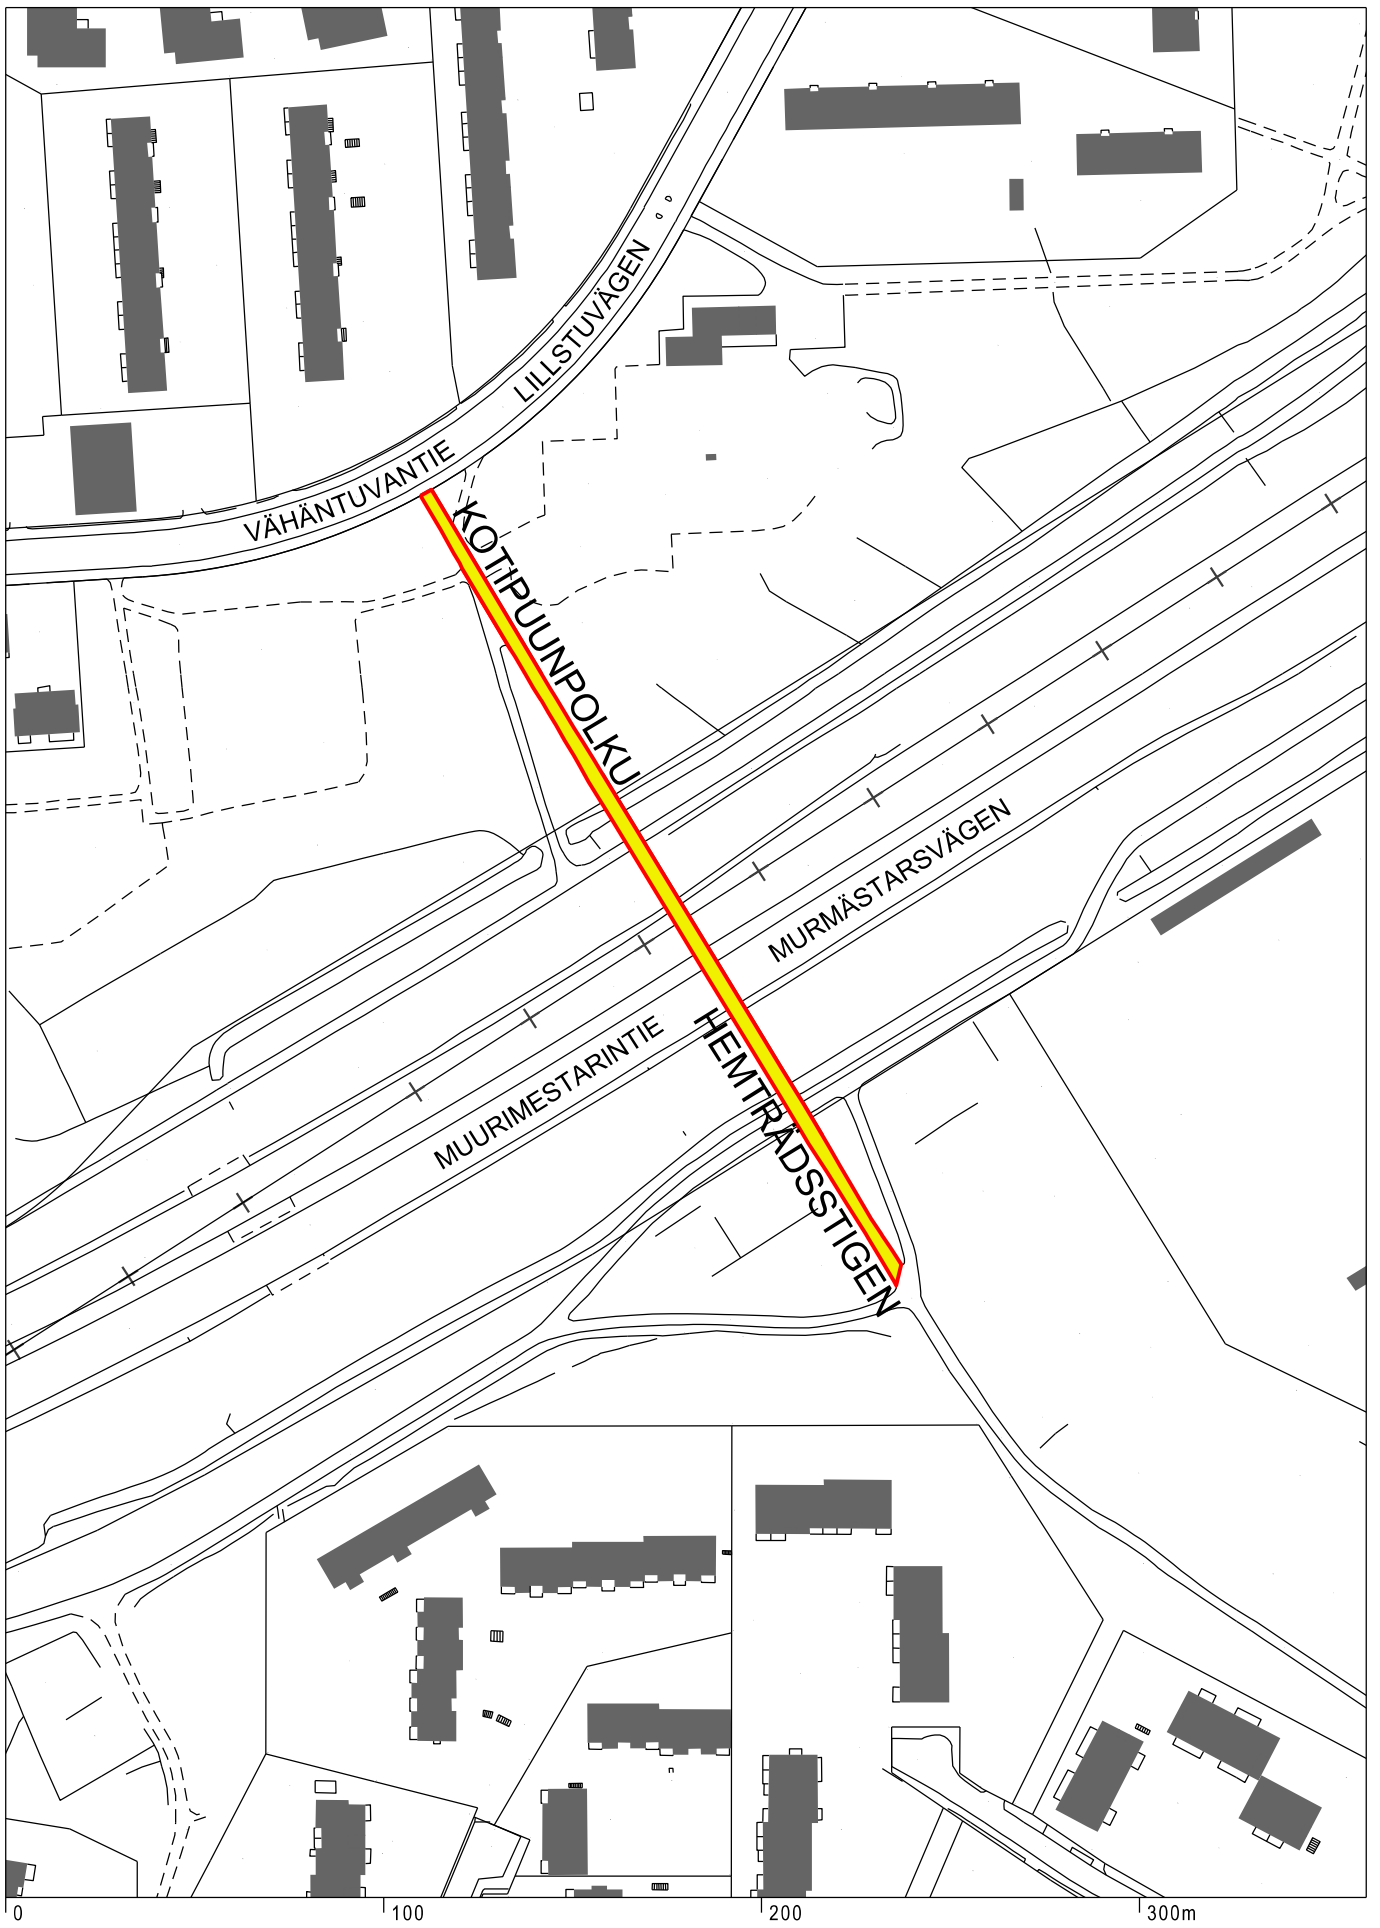 LILLSTUVÄGEN
VÄHÄNTUVANTIE
KOTIPUUNPOLKU
MURMÄSTARSVÄGEN
MUURIMESTARINTIE
HEMTRÄDSSTIGEN
0 100 200 300m